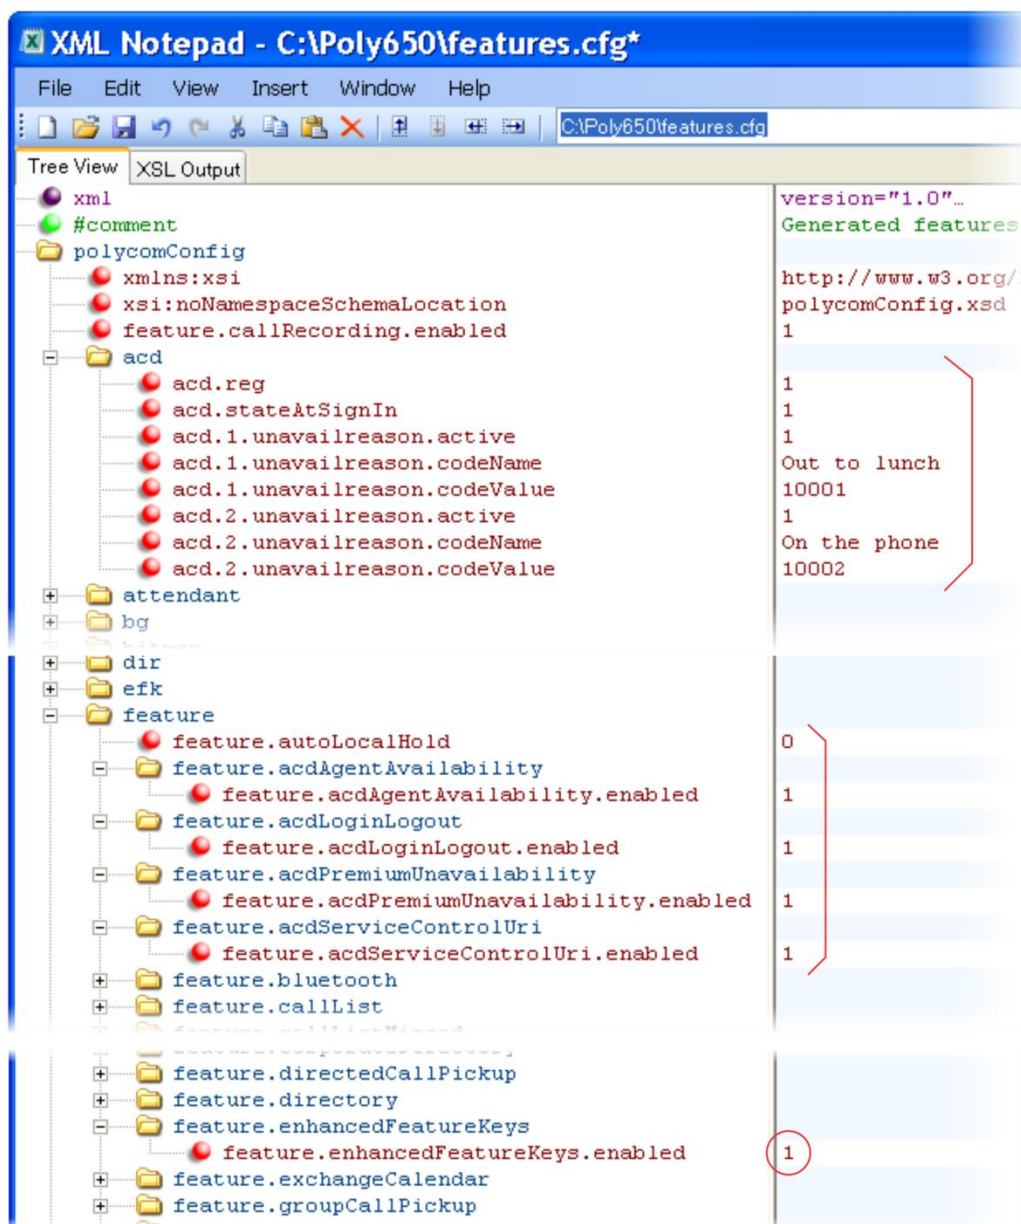 XML Notepad - C:\Poly650\features.cfg*
File Edit View Insert Window Help
C:\Poly650\features.cfg
Tree View XSL Output
xml version="1.0"…
#comment Generated features
polycomConfig
xmlns:xsi http://www.w3.org/
xsi:noNamespaceSchemaLocation polycomConfig.xsd
feature.callRecording.enabled 1
acd
acd.reg 1
acd.stateAtSignIn 1
acd.1.unavailreason.active 1
acd.1.unavailreason.codeName Out to lunch
acd.1.unavailreason.codeValue 10001
acd.2.unavailreason.active 1
acd.2.unavailreason.codeName On the phone
acd.2.unavailreason.codeValue 10002
attendant
bg
dir
efk
feature
feature.autoLocalHold 0
feature.acdAgentAvailability
feature.acdAgentAvailability.enabled 1
feature.acdLoginLogout
feature.acdLoginLogout.enabled 1
feature.acdPremiumUnavailability
feature.acdPremiumUnavailability.enabled 1
feature.acdServiceControlUri
feature.acdServiceControlUri.enabled 1
feature.bluetooth
feature.callList
feature.directedCallPickup
feature.directory
feature.enhancedFeatureKeys
feature.enhancedFeatureKeys.enabled 1
feature.exchangeCalendar
feature.groupCallPickup